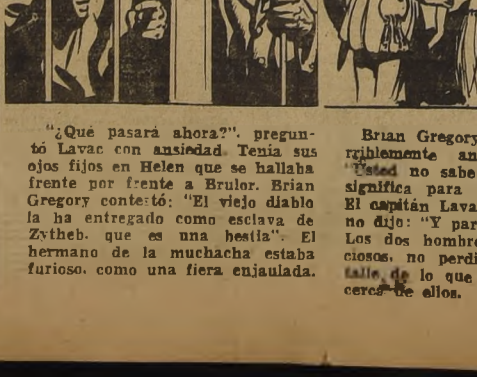 "¿Qué pasará ahora?". pregun-
tó Lavac con ansiedad. Tenía sus
ojos fijos en Helen que se hallaba
frente por frente a Brulor. Brian
Gregory contestó: "El viejo diablo
la ha entregado como esclava de
Zytheb. que es una bestia". El
hermano de la muchacha estaba
furioso. como una fiera enjaulada.
Brian Gregory
rriblemente an
"Usted no sabe
significa para
El capitán Lava
no dijo: "Y par
Los dos hombre
ciosos, no perdi
talle, de lo que
cerca de ellos.